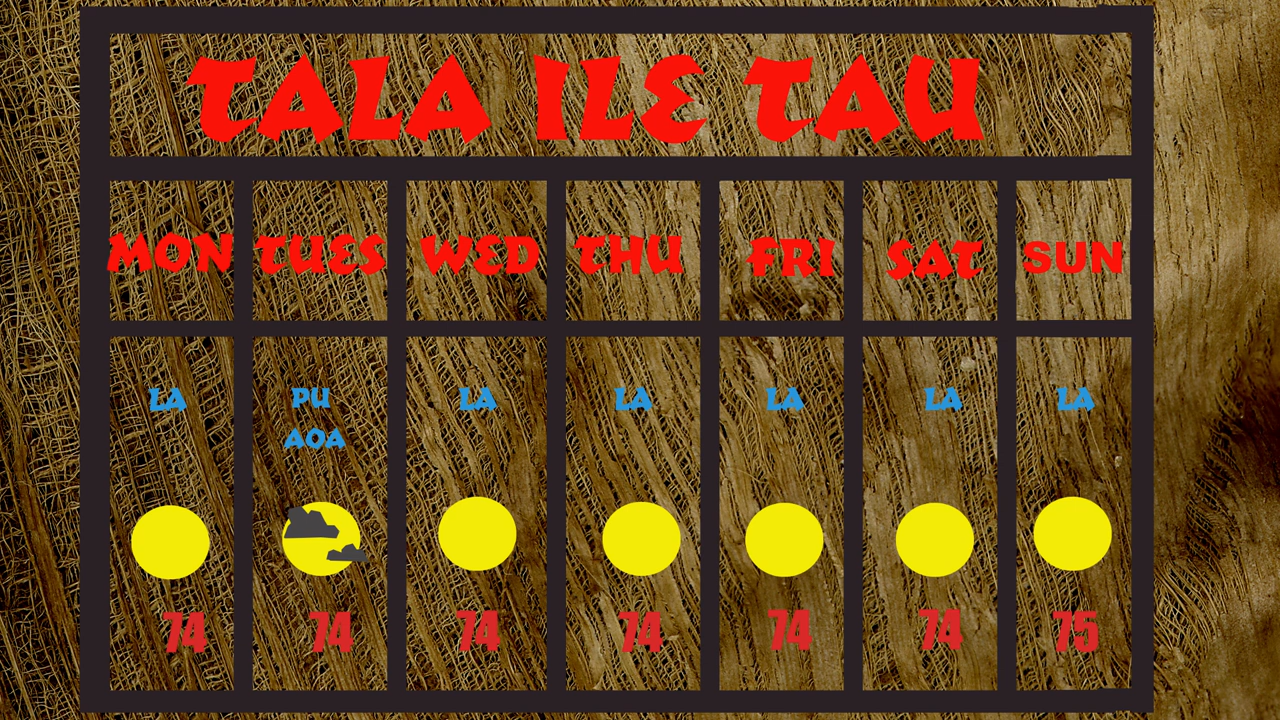 TALA ILE TAU
MON TUES WED THU FRI SAT SUN
LA PU AOA LA LA LA LA LA
74 74 74 74 74 74 75